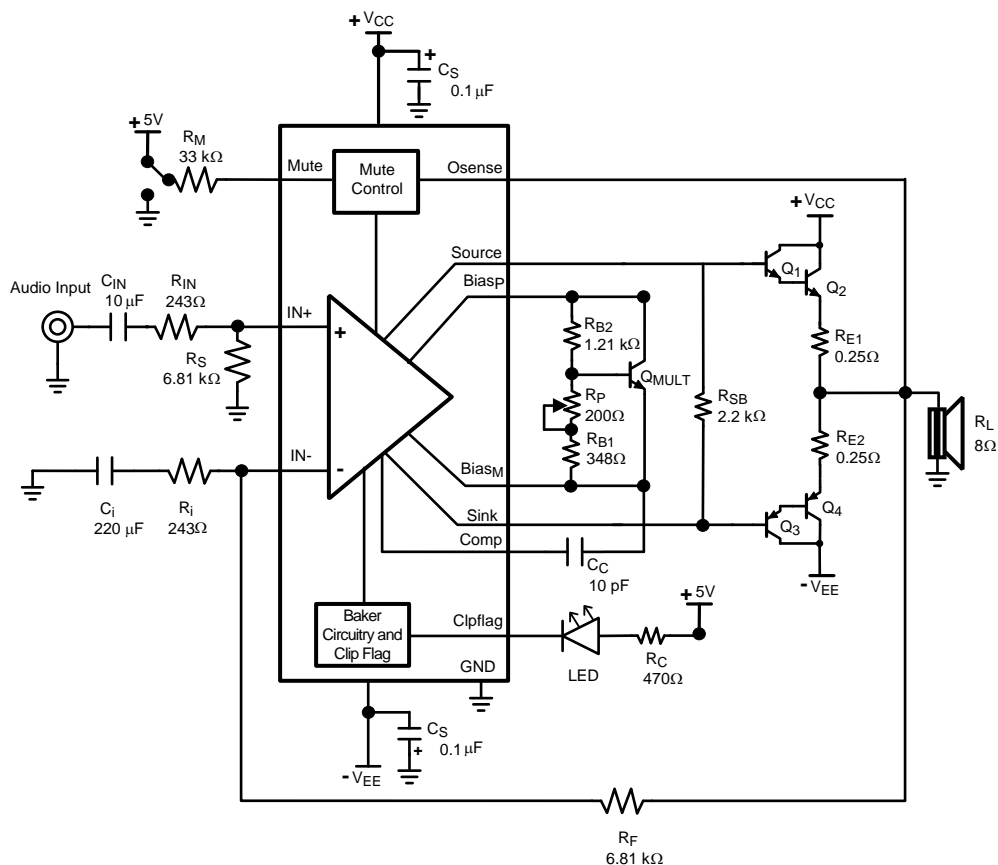 + VCC
+
CS
0.1 µF
+ 5V
RM
33 kΩ
Mute
Mute
Control
Osense
+ VCC
Source
BiasP
Q1
Q2
Audio Input
CIN
10 µF
RIN
243Ω
IN+
+
RS
6.81 kΩ
RB2
1.21 kΩ
QMULT
RE1
0.25Ω
RP
200Ω
RSB
2.2 kΩ
RL
8Ω
RB1
348Ω
RE2
0.25Ω
IN-
-
BiasM
Ci
220 µF
Ri
243Ω
Sink
Q4
Q3
Comp
CC
10 pF
- VEE
+ 5V
Baker
Circuitry and
Clip Flag
Clpflag
LED
RC
470Ω
GND
CS
0.1 µF
+
- VEE
RF
6.81 kΩ